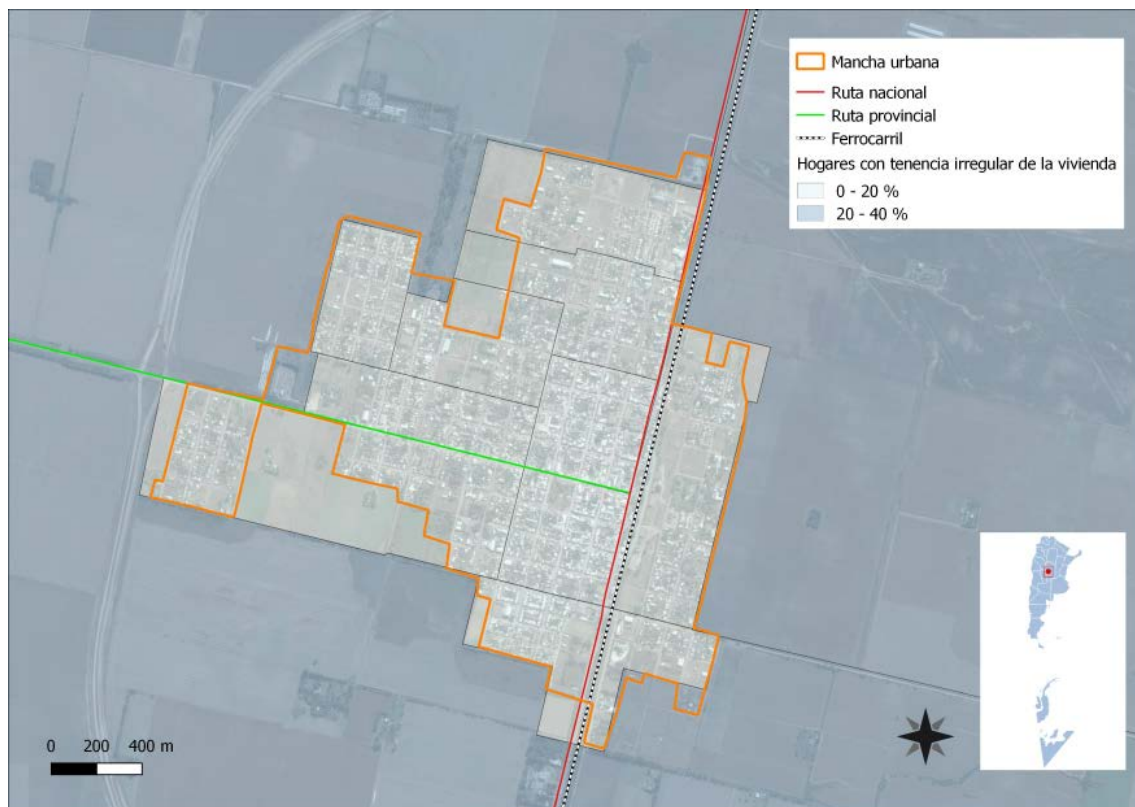 Mancha urbana
Ruta nacional
Ruta provincial
Ferrocarril
Hogares con tenencia irregular de la vivienda
0 - 20 %
20 - 40 %
0 200 400 m